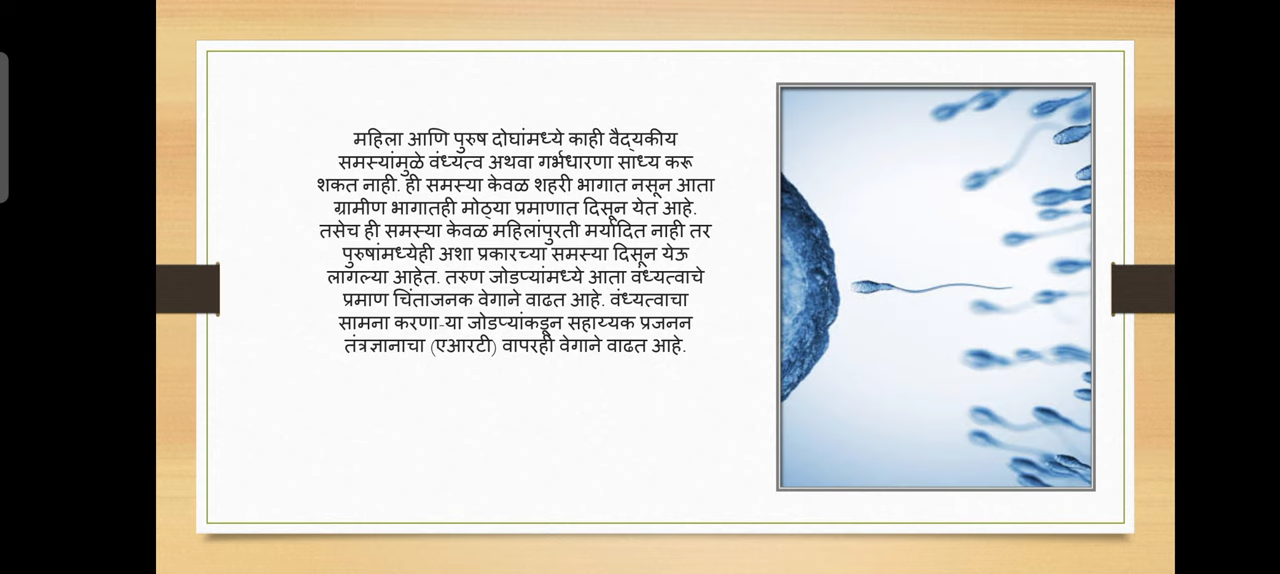 महिला आणि पुरुष दोघांमध्ये काही वैद्यकीय
समस्यांमुळे वंध्यत्व अथवा गर्भधारणा साध्य करू
शकत नाही. ही समस्या केवळ शहरी भागात नसून आता
ग्रामीण भागातही मोठ्या प्रमाणात दिसून येत आहे.
तसेच ही समस्या केवळ महिलांपुरती मर्यादित नाही तर
पुरुषांमध्येही अशा प्रकारच्या समस्या दिसून येऊ
लागल्या आहेत. तरुण जोडप्यांमध्ये आता वंध्यत्वाचे
प्रमाण चिंताजनक वेगाने वाढत आहे. वंध्यत्वाचा
सामना करणा-या जोडप्यांकडून सहाय्यक प्रजनन
तंत्रज्ञानाचा (एआरटी) वापरही वेगाने वाढत आहे.